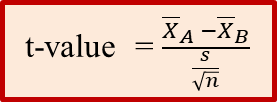 t-value = X̅_A − X̅_B / s / √n